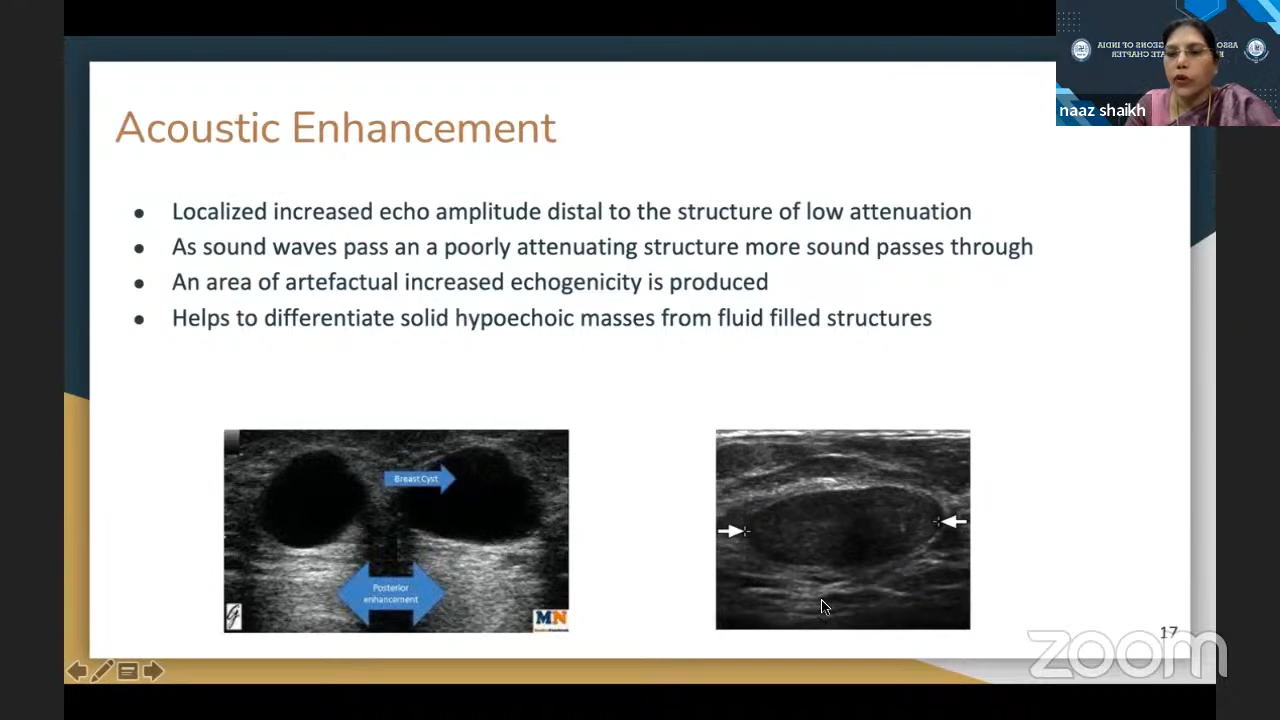 Acoustic Enhancement
● Localized increased echo amplitude distal to the structure of low attenuation
● As sound waves pass an a poorly attenuating structure more sound passes through
● An area of artefactual increased echogenicity is produced
● Helps to differentiate solid hypoechoic masses from fluid filled structures
Breast Cyst
Posterior
enhancement
MN
17
zoom
naaz shaikh